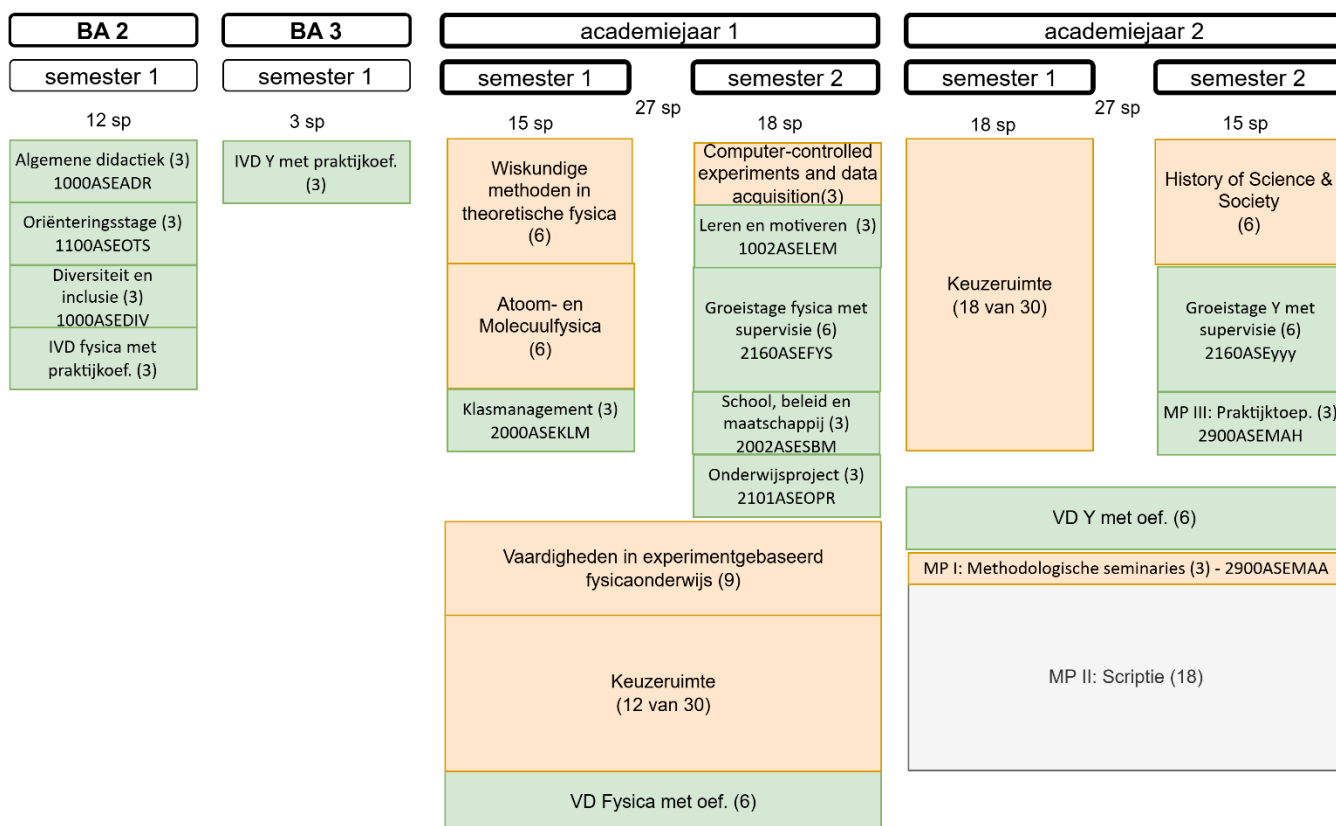 BA 2
BA 3
academiejaar 1
academiejaar 2
semester 1
semester 1
semester 1
semester 2
semester 1
semester 2
12 sp
3 sp
15 sp
27 sp
18 sp
27 sp
18 sp
15 sp
Algemene didactiek (3)
1000ASEADR
Oriënteringsstage (3)
1100ASEOTS
Diversiteit en
inclusie (3)
1000ASEDIV
IVD fysica met
praktijkoef. (3)
IVD Y met praktijkoef.
(3)
Wiskundige
methoden in
theoretische fysica
(6)
Atoom- en
Molecuulfysica
(6)
Klasmanagement (3)
2000ASEKLM
Computer-controlled
experiments and data
acquisition(3)
Leren en motiveren (3)
1002ASELEM
Groeistage fysica met
supervisie (6)
2160ASEFYS
School, beleid en
maatschappij (3)
2002ASESBM
Onderwijsproject (3)
2101ASEOPR
Vaardigheden in experimentgebaseerd
fysicaonderwijs (9)
Keuzeruimte
(12 van 30)
VD Fysica met oef. (6)
Keuzeruimte
(18 van 30)
History of Science &
Society
(6)
Groeistage Y met
supervisie (6)
2160ASEyyy
MP III: Praktijktoep. (3)
2900ASEMAH
VD Y met oef. (6)
MP I: Methodologische seminaries (3) - 2900ASEMAA
MP II: Scriptie (18)